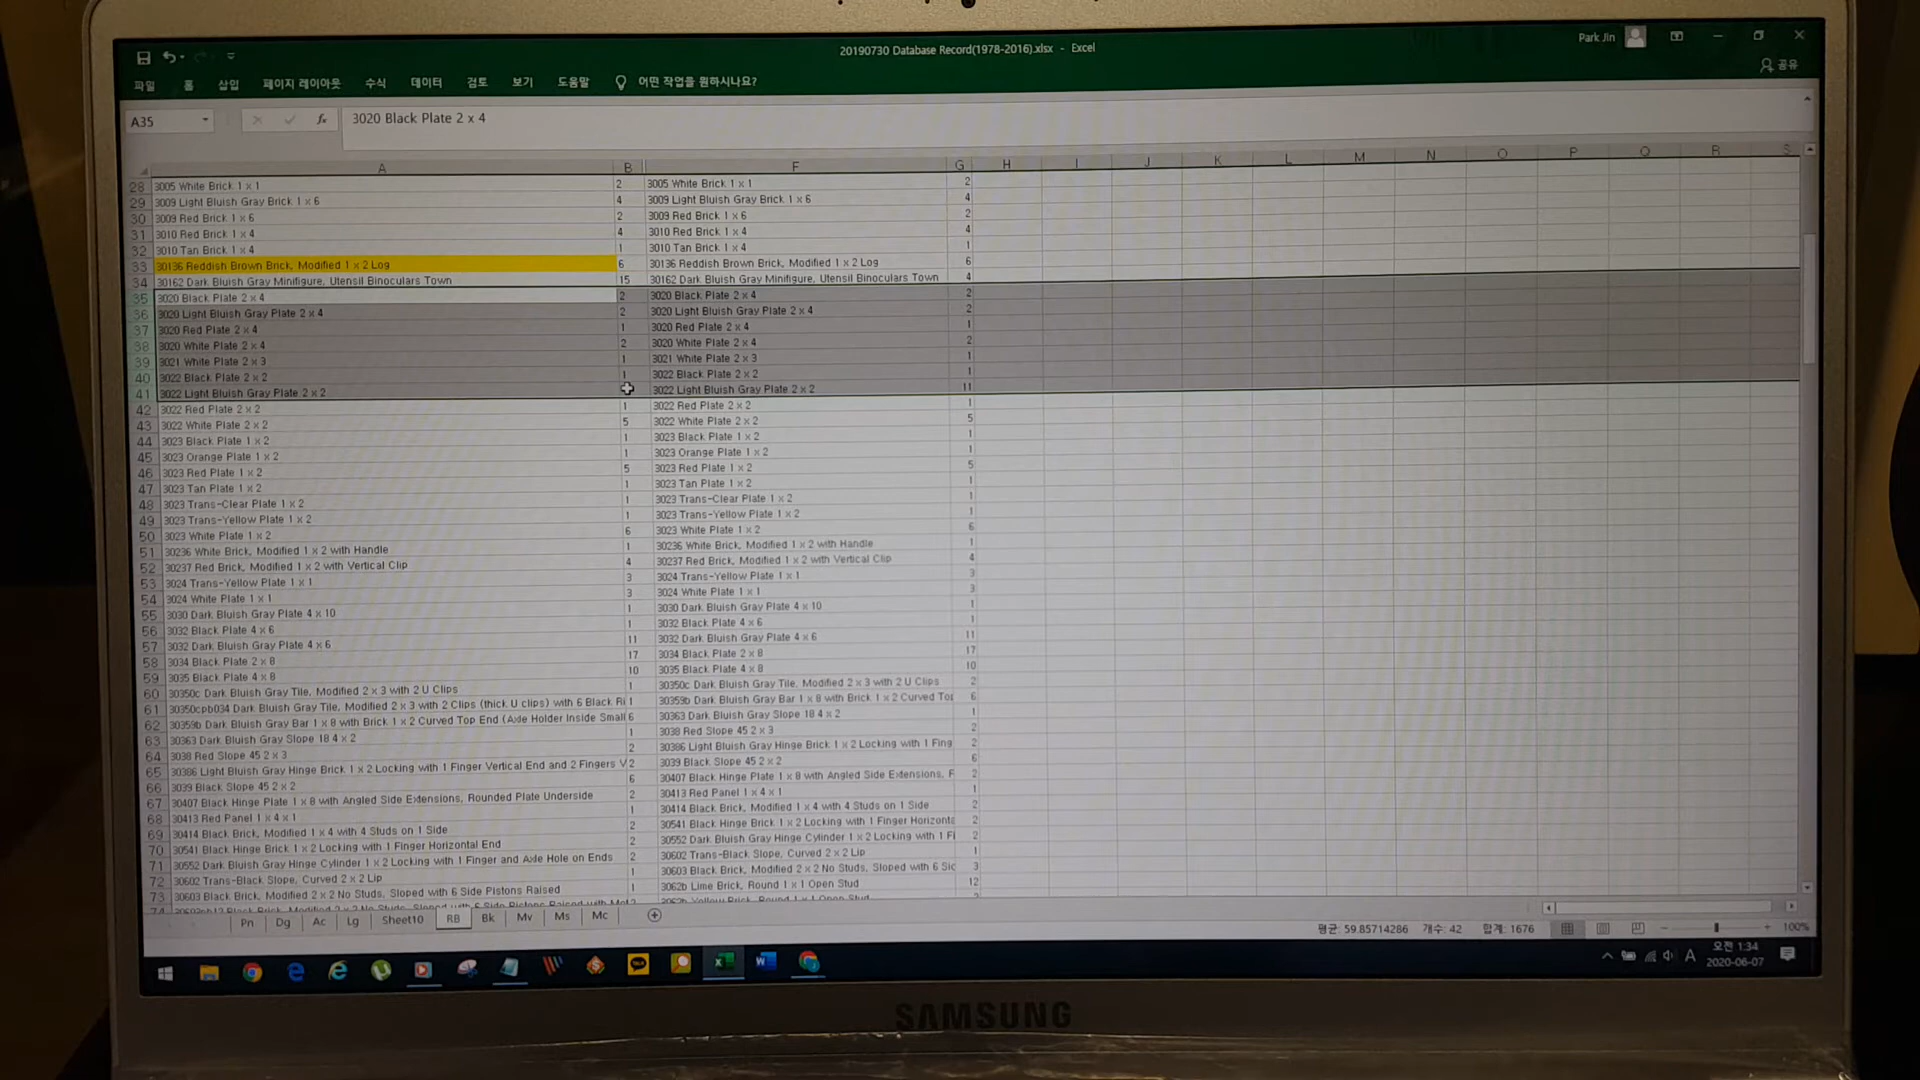 20190730 Database Record(1978-2016).xlsx - Excel
Park Jin
파일 홈 삽입 페이지 레이아웃 수식 데이터 검토 보기 도움말 어떤 작업을 원하시나요? 공유
A35 fx 3020 Black Plate 2 x 4
A B F G H I J K L M N O P Q R S
28 3005 White Brick 1 x 1 2 3005 White Brick 1 x 1 2
29 3009 Light Bluish Gray Brick 1 x 6 4 3009 Light Bluish Gray Brick 1 x 6 4
30 3009 Red Brick 1 x 6 2 3009 Red Brick 1 x 6 2
31 3010 Red Brick 1 x 4 4 3010 Red Brick 1 x 4 4
32 3010 Tan Brick 1 x 4 1 3010 Tan Brick 1 x 4 1
33 30136 Reddish Brown Brick, Modified 1 x 2 Log 6 30136 Reddish Brown Brick, Modified 1 x 2 Log 6
34 30162 Dark Bluish Gray Minifigure, Utensil Binoculars Town 15 30162 Dark Bluish Gray Minifigure, Utensil Binoculars Town 4
35 3020 Black Plate 2 x 4 2 3020 Black Plate 2 x 4 2
36 3020 Light Bluish Gray Plate 2 x 4 2 3020 Light Bluish Gray Plate 2 x 4 2
37 3020 Red Plate 2 x 4 1 3020 Red Plate 2 x 4 1
38 3020 White Plate 2 x 4 2 3020 White Plate 2 x 4 2
39 3021 White Plate 2 x 3 1 3021 White Plate 2 x 3 1
40 3022 Black Plate 2 x 2 1 3022 Black Plate 2 x 2 1
41 3022 Light Bluish Gray Plate 2 x 2 3022 Light Bluish Gray Plate 2 x 2 11
42 3022 Red Plate 2 x 2 1 3022 Red Plate 2 x 2 1
43 3022 White Plate 2 x 2 5 3022 White Plate 2 x 2 5
44 3023 Black Plate 1 x 2 1 3023 Black Plate 1 x 2 1
45 3023 Orange Plate 1 x 2 1 3023 Orange Plate 1 x 2 1
46 3023 Red Plate 1 x 2 5 3023 Red Plate 1 x 2 5
47 3023 Tan Plate 1 x 2 1 3023 Tan Plate 1 x 2 1
48 3023 Trans-Clear Plate 1 x 2 1 3023 Trans-Clear Plate 1 x 2 1
49 3023 Trans-Yellow Plate 1 x 2 1 3023 Trans-Yellow Plate 1 x 2 1
50 3023 White Plate 1 x 2 6 3023 White Plate 1 x 2 6
51 30236 White Brick, Modified 1 x 2 with Handle 1 30236 White Brick, Modified 1 x 2 with Handle 1
52 30237 Red Brick, Modified 1 x 2 with Vertical Clip 4 30237 Red Brick, Modified 1 x 2 with Vertical Clip 4
53 3024 Trans-Yellow Plate 1 x 1 3 3024 Trans-Yellow Plate 1 x 1 3
54 3024 White Plate 1 x 1 3 3024 White Plate 1 x 1 3
55 3030 Dark Bluish Gray Plate 4 x 10 1 3030 Dark Bluish Gray Plate 4 x 10 1
56 3032 Black Plate 4 x 6 1 3032 Black Plate 4 x 6 1
57 3032 Dark Bluish Gray Plate 4 x 6 11 3032 Dark Bluish Gray Plate 4 x 6 11
58 3034 Black Plate 2 x 8 17 3034 Black Plate 2 x 8 17
59 3035 Black Plate 4 x 8 10 3035 Black Plate 4 x 8 10
60 30350c Dark Bluish Gray Tile, Modified 2 x 3 with 2 U Clips 1 30350c Dark Bluish Gray Tile, Modified 2 x 3 with 2 U Clips 2
61 30350cpb034 Dark Bluish Gray Tile, Modified 2 x 3 with 2 Clips (thick U clips) with 6 Black Ri 1 30359b Dark Bluish Gray Bar 1 x 8 with Brick 1 x 2 Curved Top 6
62 30359b Dark Bluish Gray Bar 1 x 8 with Brick 1 x 2 Curved Top End (Axle Holder Inside Small 6 30363 Dark Bluish Gray Slope 18 4 x 2 1
63 30363 Dark Bluish Gray Slope 18 4 x 2 1 3038 Red Slope 45 2 x 3 2
64 3038 Red Slope 45 2 x 3 2 30386 Light Bluish Gray Hinge Brick 1 x 2 Locking with 1 Fing 2
65 30386 Light Bluish Gray Hinge Brick 1 x 2 Locking with 1 Finger Vertical End and 2 Fingers V 2 3039 Black Slope 45 2 x 2 6
66 3039 Black Slope 45 2 x 2 6 30407 Black Hinge Plate 1 x 8 with Angled Side Extensions, F 2
67 30407 Black Hinge Plate 1 x 8 with Angled Side Extensions, Rounded Plate Underside 2 30413 Red Panel 1 x 4 x 1 1
68 30413 Red Panel 1 x 4 x 1 1 30414 Black Brick, Modified 1 x 4 with 4 Studs on 1 Side 2
69 30414 Black Brick, Modified 1 x 4 with 4 Studs on 1 Side 2 30541 Black Hinge Brick 1 x 2 Locking with 1 Finger Horizonta 2
70 30541 Black Hinge Brick 1 x 2 Locking with 1 Finger Horizontal End 2 30552 Dark Bluish Gray Hinge Cylinder 1 x 2 Locking with 1 Fi 2
71 30552 Dark Bluish Gray Hinge Cylinder 1 x 2 Locking with 1 Finger and Axle Hole on Ends 2 30602 Trans-Black Slope, Curved 2 x 2 Lip 1
72 30602 Trans-Black Slope, Curved 2 x 2 Lip 1 30603 Black Brick, Modified 2 x 2 No Studs, Sloped with 6 Sid 3
73 30603 Black Brick, Modified 2 x 2 No Studs, Sloped with 6 Side Pistons Raised 1 3062b Lime Brick, Round 1 x 1 Open Stud 12
Pn Dg Ac Lg Sheet10 RB Bk Mv Ms Mc
평균: 59.85714286 개수: 42 합계: 1676 100%
A 오전 1:34
2020-06-07
SAMSUNG